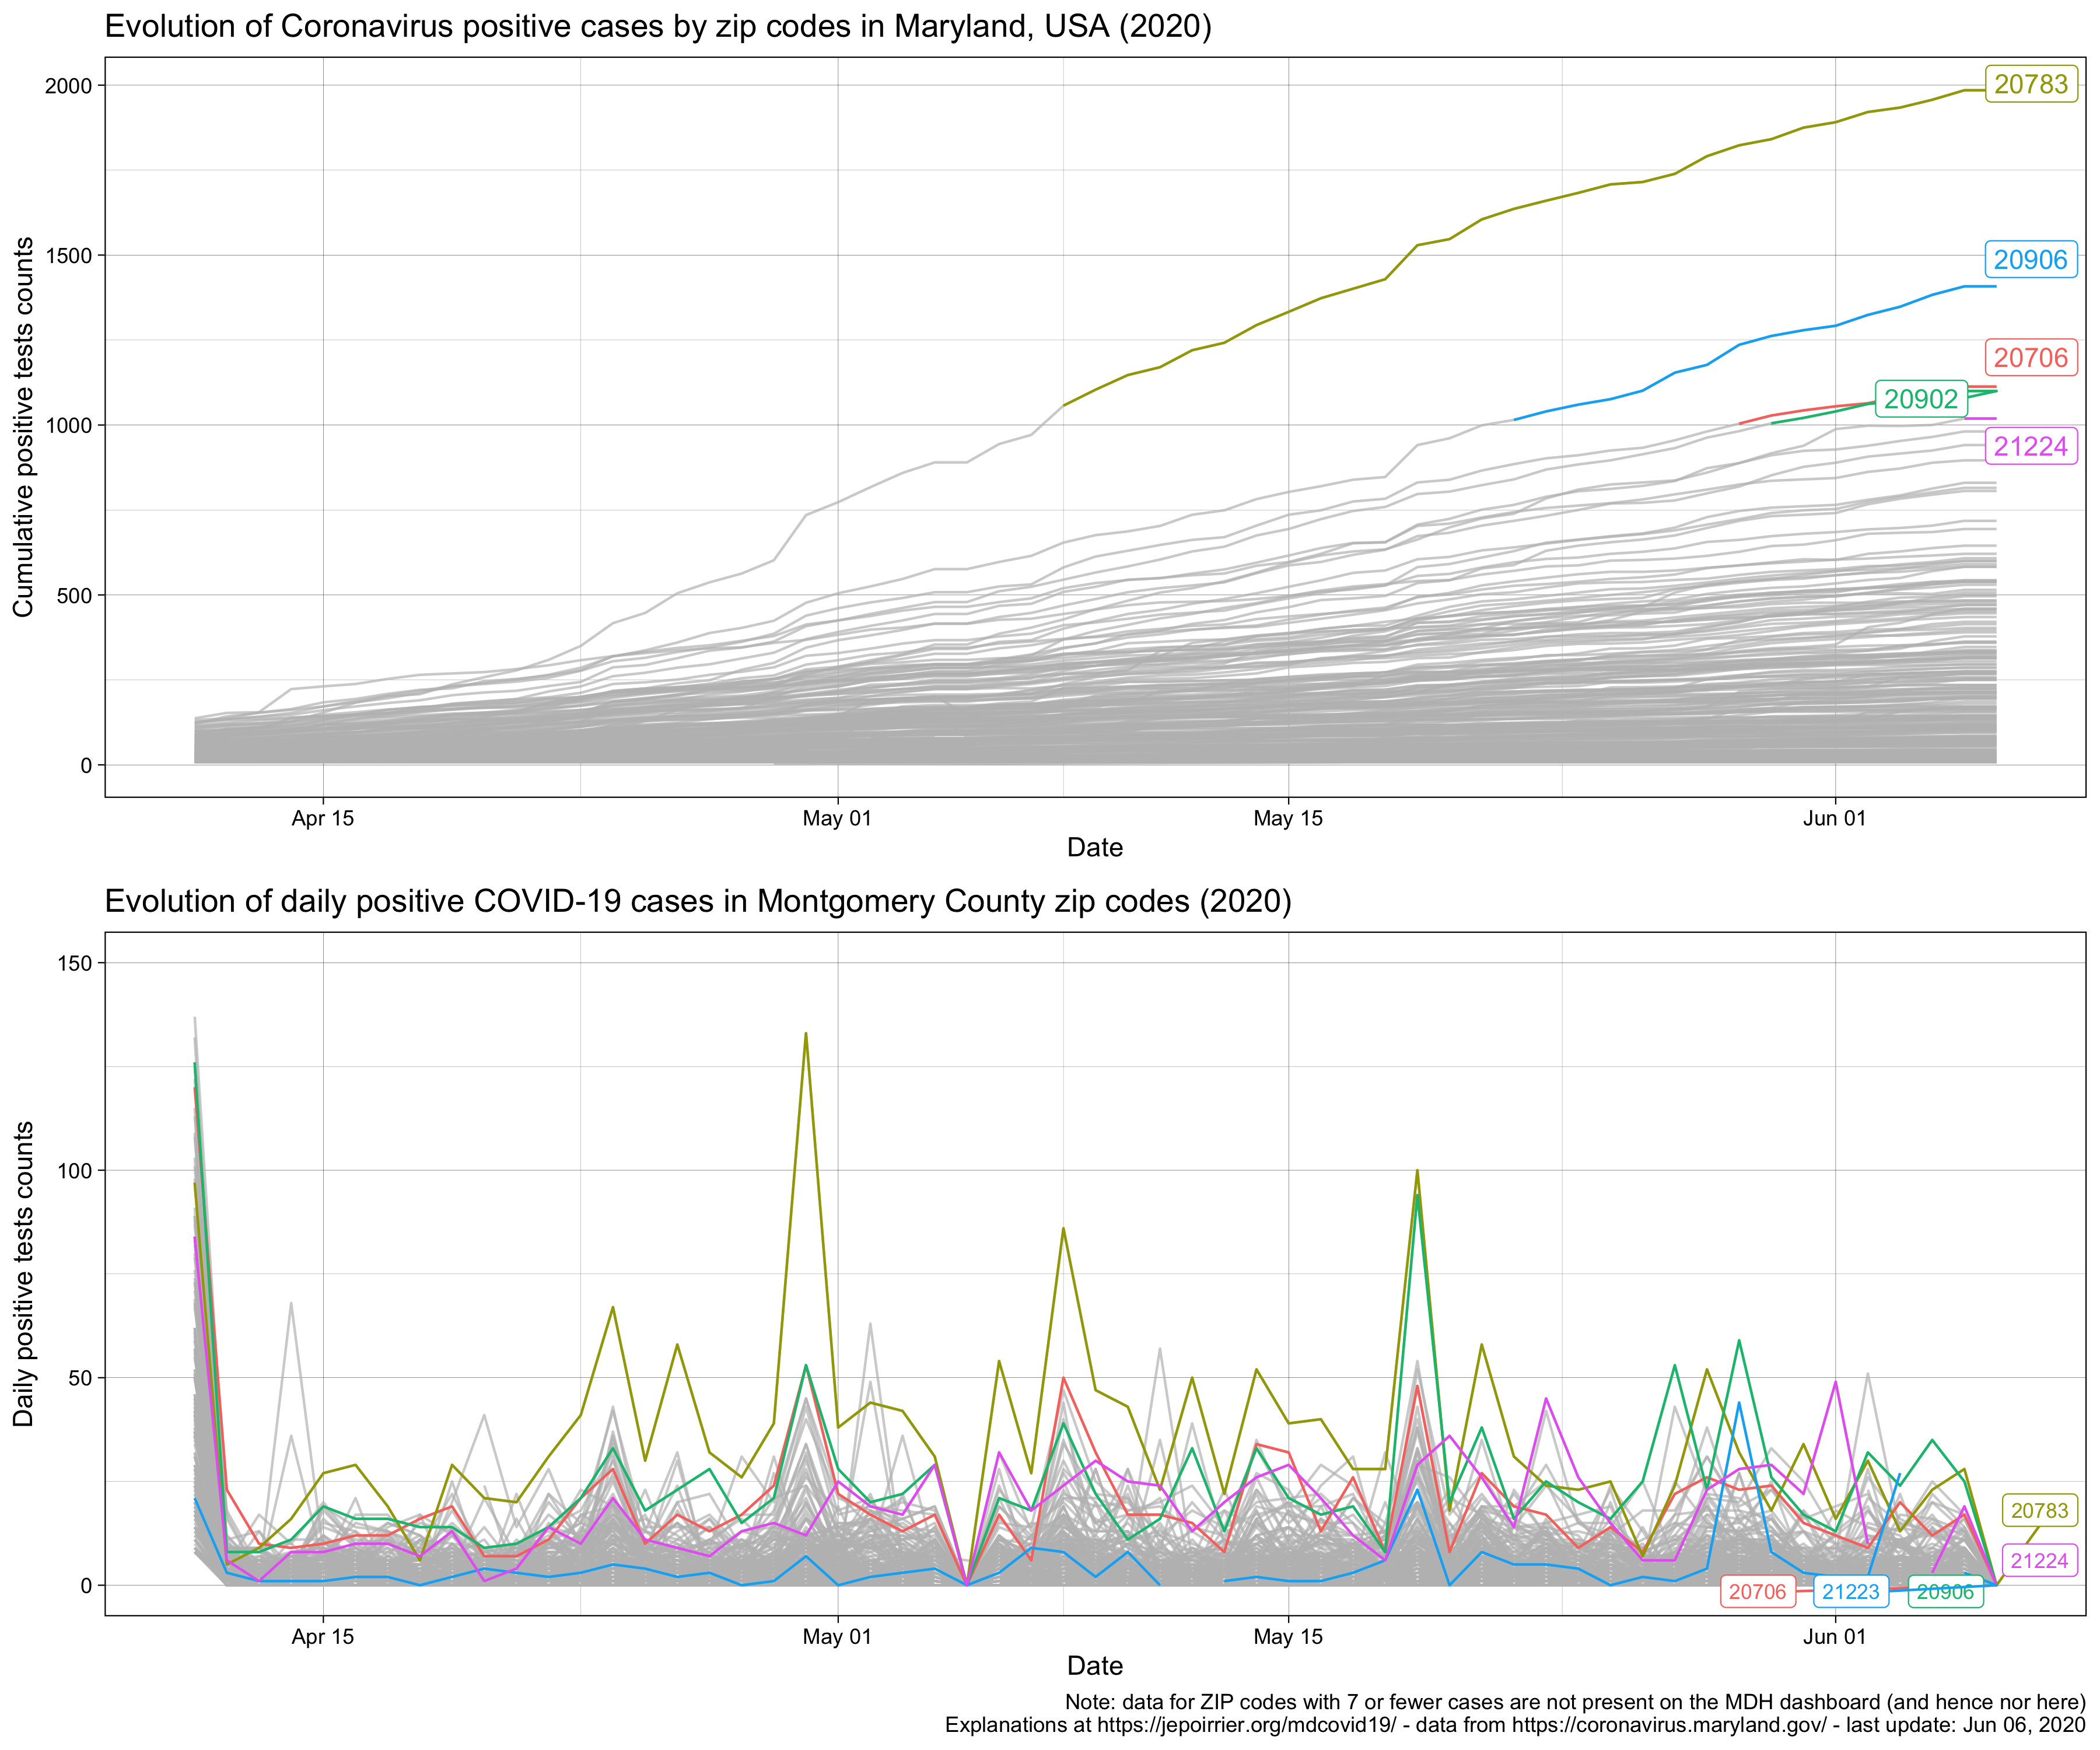 Evolution of Coronavirus positive cases by zip codes in Maryland, USA (2020)
Cumulative positive tests counts
2000
1500
1000
500
0
20783
20906
20706
20902
21224
Apr 15
May 01
May 15
Jun 01
Date
Evolution of daily positive COVID-19 cases in Montgomery County zip codes (2020)
Daily positive tests counts
150
100
50
0
20783
21224
20706
21223
20906
Apr 15
May 01
May 15
Jun 01
Date
Note: data for ZIP codes with 7 or fewer cases are not present on the MDH dashboard (and hence nor here)
Explanations at https://jepoirrier.org/mdcovid19/ - data from https://coronavirus.maryland.gov/ - last update: Jun 06, 2020